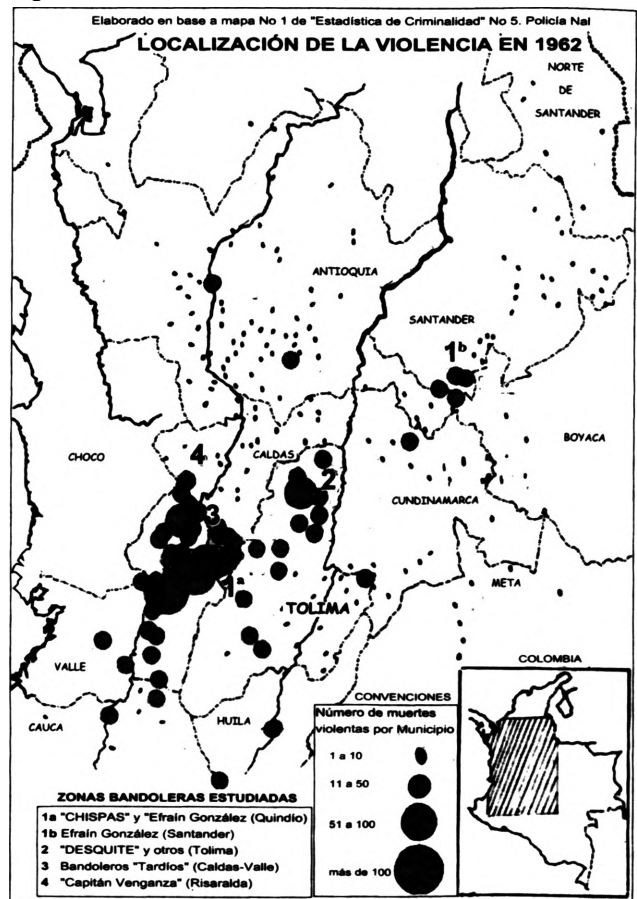 Elaborado en base a mapa No 1 de "Estadística de Criminalidad" No 5. Policía Nal
LOCALIZACIÓN DE LA VIOLENCIA EN 1962
NORTE
DE
SANTANDER
ANTIOQUIA
SANTANDER
1b
BOYACA
CHOCO
4
CALDAS
2
CUNDINAMARCA
3
META
1a
TOLIMA
VALLE
CAUCA
HUILA
COLOMBIA
CONVENCIONES
Número de muertes
violentas por Municipio
1 a 10
11 a 50
51 a 100
más de 100
ZONAS BANDOLERAS ESTUDIADAS
1a "CHISPAS" y "Efraín González (Quindío)
1b Efraín González (Santander)
2 "DESQUITE" y otros (Tolima)
3 Bandoleros "Tardíos" (Caldas-Valle)
4 "Capitán Venganza" (Risaralda)